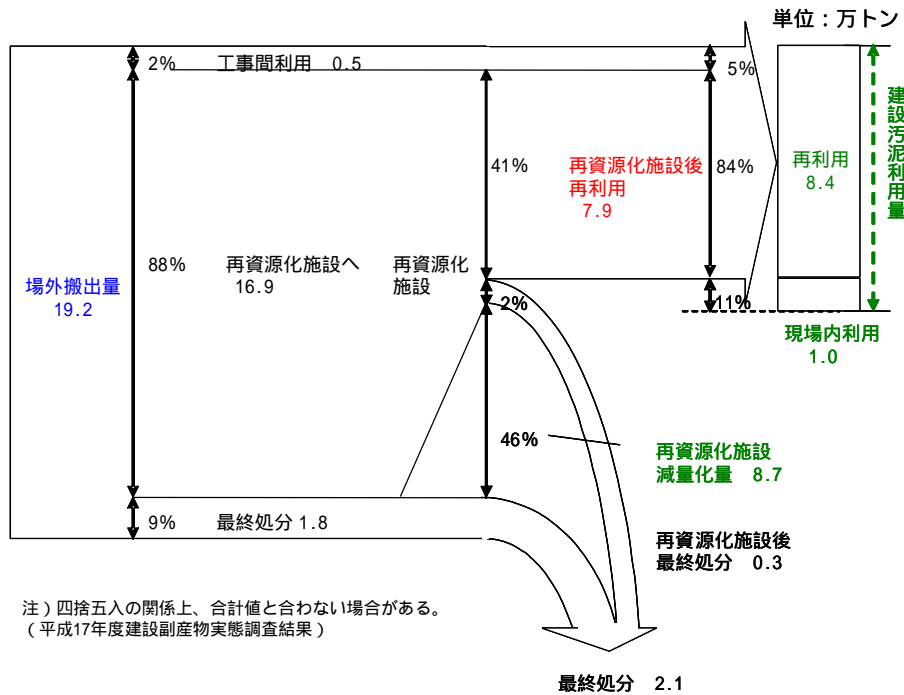 単位：万トン
2%
工事間利用　0.5
5%
建設汚泥利用量
41%
再資源化施設後
再利用
7.9
84%
再利用
8.4
88%
再資源化施設へ
16.9
再資源化
施設
場外搬出量
19.2
2%
11%
現場内利用
1.0
46%
再資源化施設
減量化量　8.7
9%
最終処分 1.8
再資源化施設後
最終処分　0.3
注）四捨五入の関係上、合計値と合わない場合がある。
（平成17年度建設副産物実態調査結果）
最終処分　2.1